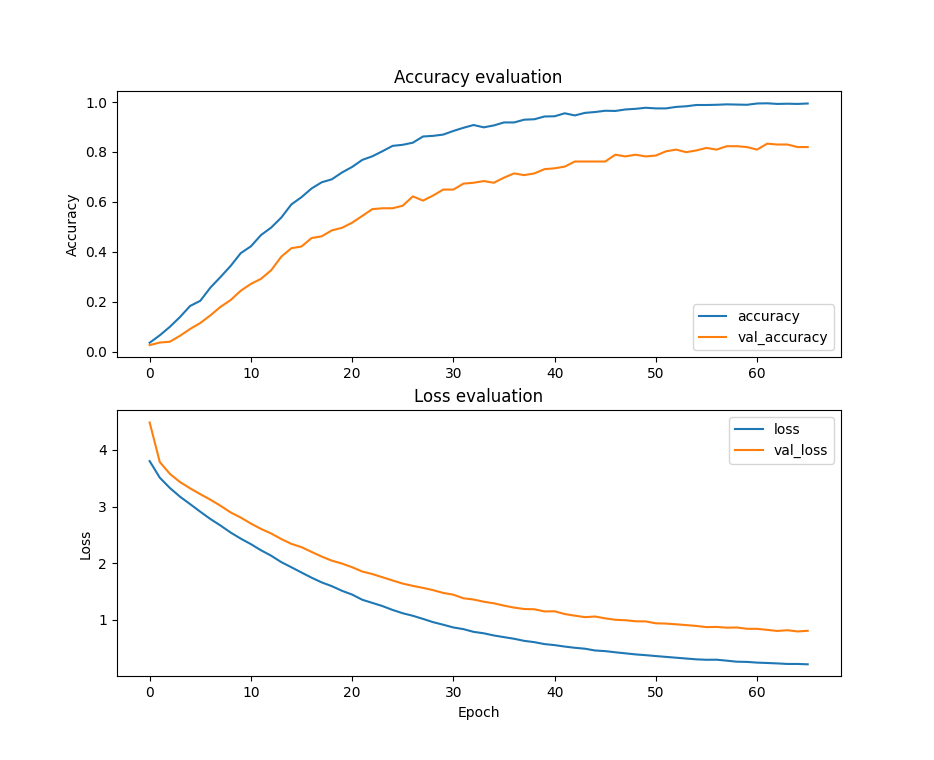 Accuracy evaluation
1.0
0.8
0.6
0.4
0.2
0.0
Accuracy
accuracy
val_accuracy
0 10 20 30 40 50 60
Loss evaluation
4
3
2
1
Loss
loss
val_loss
0 10 20 30 40 50 60
Epoch